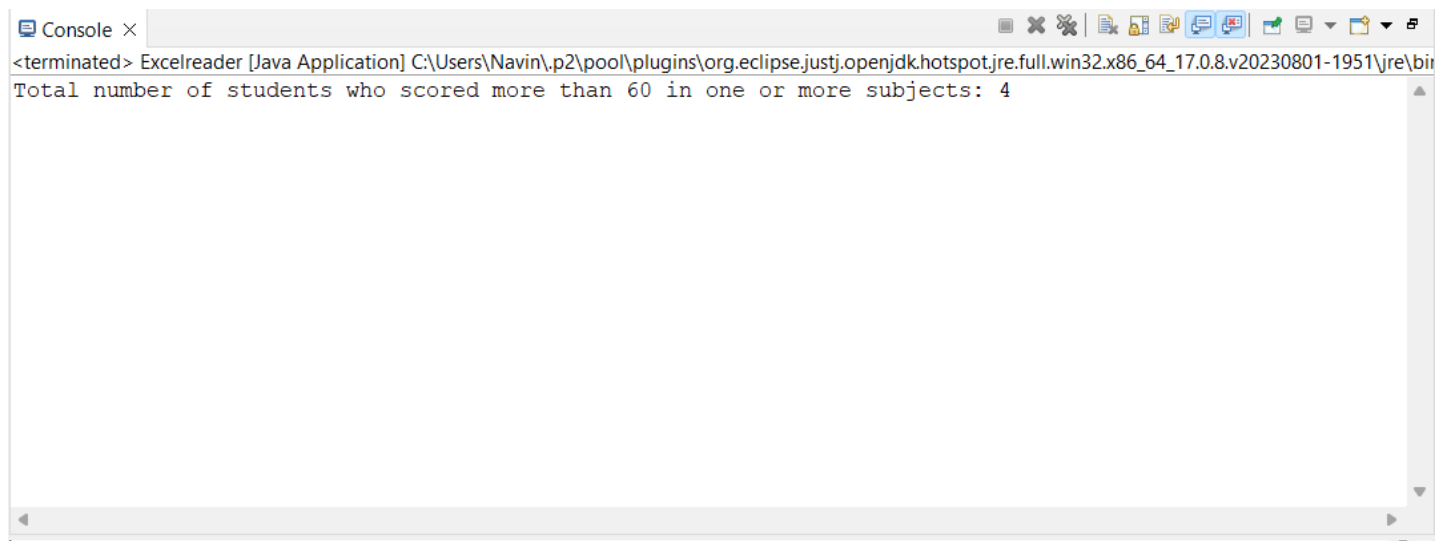 Console
<terminated> Excelreader [Java Application] C:\Users\Navin\.p2\pool\plugins\org.eclipse.justj.openjdk.hotspot.jre.full.win32.x86_64_17.0.8.v20230801-1951\jre\bin
Total number of students who scored more than 60 in one or more subjects: 4